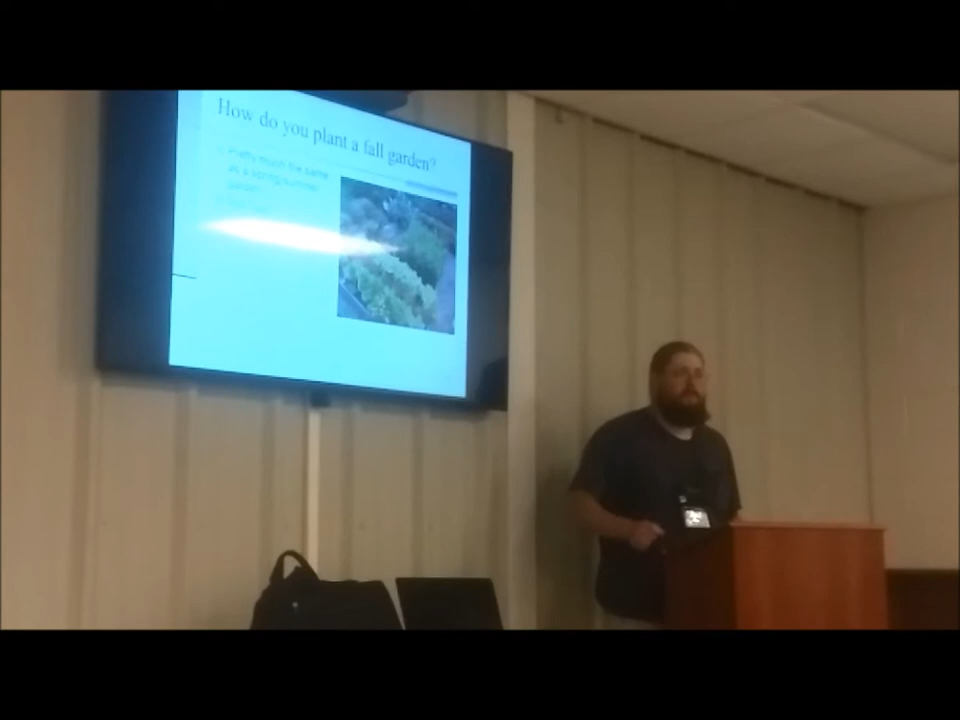 How do you plant a fall garden?
Pretty much the same
as a spring/summer
garden